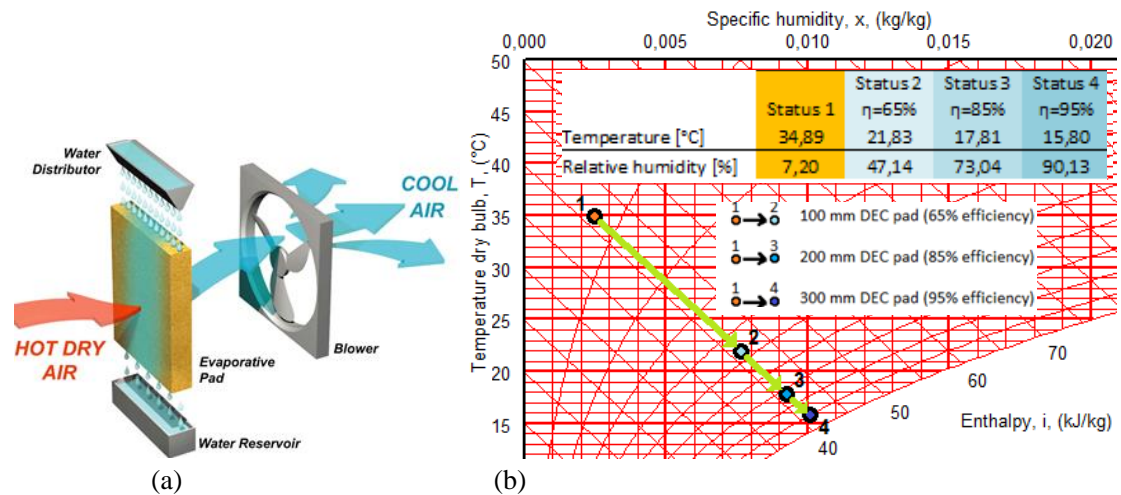 Water
Distributor
COOL
AIR
HOT DRY
AIR
Evaporative
Pad
Blower
Water Reservoir
(a)
Specific humidity, x, (kg/kg)
0,000 0,005 0,010 0,015 0,020
Temperature dry bulb, T, (°C)
50
45
40
35
30
25
20
15
Status 1 Status 2 Status 3 Status 4
η=65% η=85% η=95%
Temperature [°C] 34,89 21,83 17,81 15,80
Relative humidity [%] 7,20 47,14 73,04 90,13
1 2 100 mm DEC pad (65% efficiency)
1 3 200 mm DEC pad (85% efficiency)
1 4 300 mm DEC pad (95% efficiency)
1
2
3
4
70
60
50
40
Enthalpy, i, (kJ/kg)
(b)